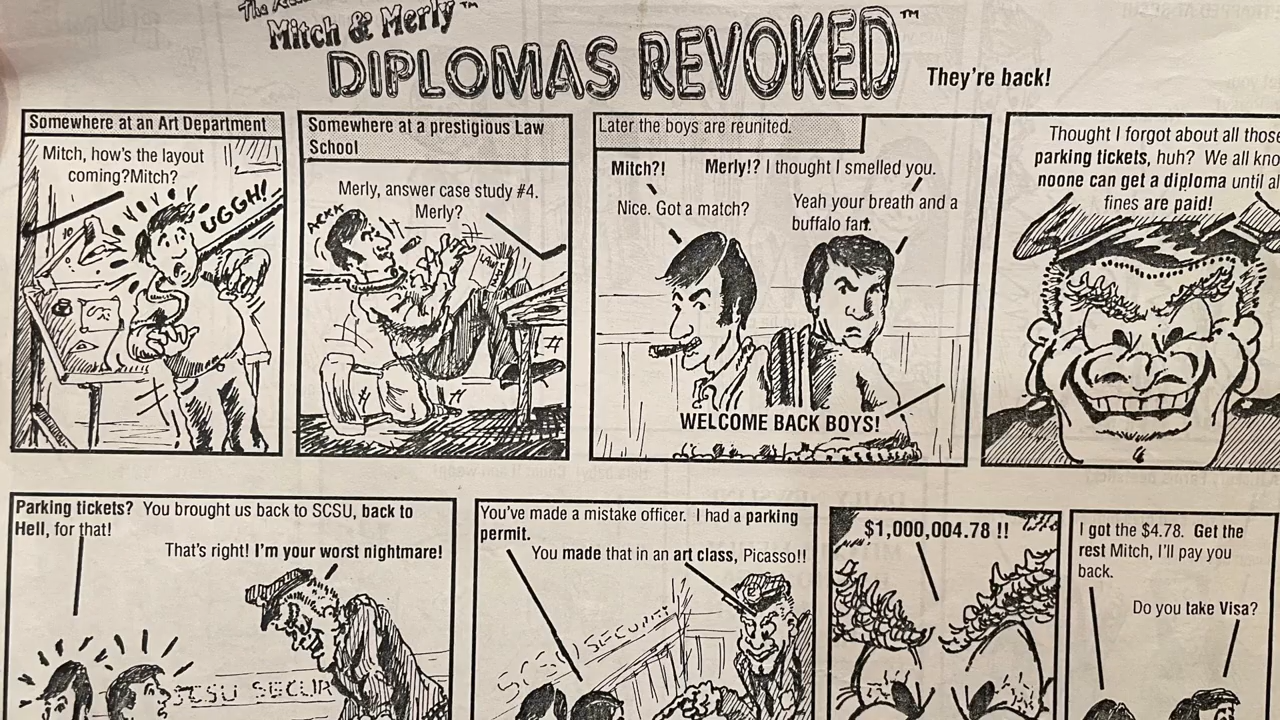 Mitch & Merly™
DIPLOMAS REVOKED™
They're back!
Somewhere at an Art Department
Mitch, how's the layout
coming?Mitch?
UGGH!
Somewhere at a prestigious Law
School
Merly, answer case study #4.
Merly?
ARKK
LAW
Later the boys are reunited.
Mitch?!
Merly!? I thought I smelled you.
Nice. Got a match?
Yeah your breath and a
buffalo fart.
WELCOME BACK BOYS!
Thought I forgot about all those
parking tickets, huh? We all kno
noone can get a diploma until al
fines are paid!
Parking tickets? You brought us back to SCSU, back to
Hell, for that!
That's right! I'm your worst nightmare!
SCSU SECUR
You've made a mistake officer. I had a parking
permit.
You made that in an art class, Picasso!!
SCSU SECURITY
$1,000,004.78 !!
I got the $4.78. Get the
rest Mitch, I'll pay you
back.
Do you take Visa?